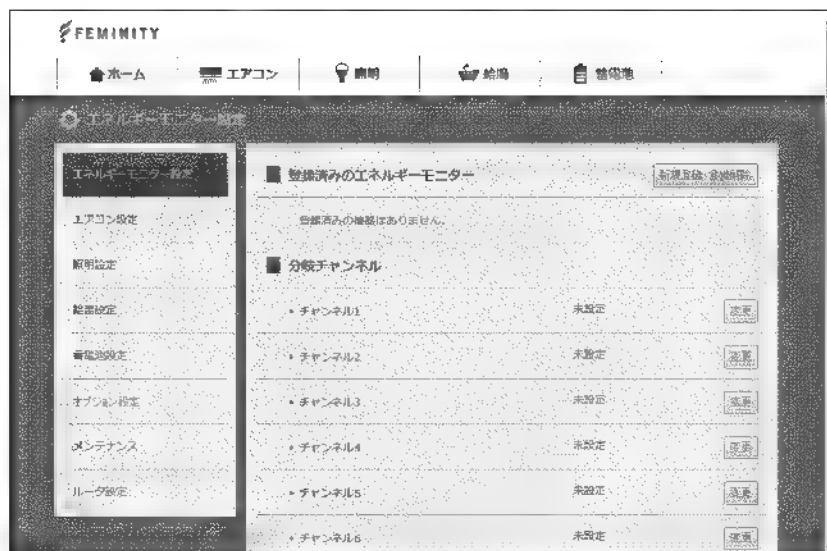 FEMINITY
ホーム エアコン 照明 給湯 蓄電池
エネルギーモニター設定
エネルギーモニター設定
エアコン設定
照明設定
給湯設定
蓄電池設定
オプション設定
メンテナンス
ルータ設定
登録済みのエネルギーモニター 新規登録・登録解除
登録済みの機器はありません。
分岐チャンネル
・チャンネル1 未設定 変更
・チャンネル2 未設定 変更
・チャンネル3 未設定 変更
・チャンネル4 未設定 変更
・チャンネル5 未設定 変更
・チャンネル6 未設定 変更